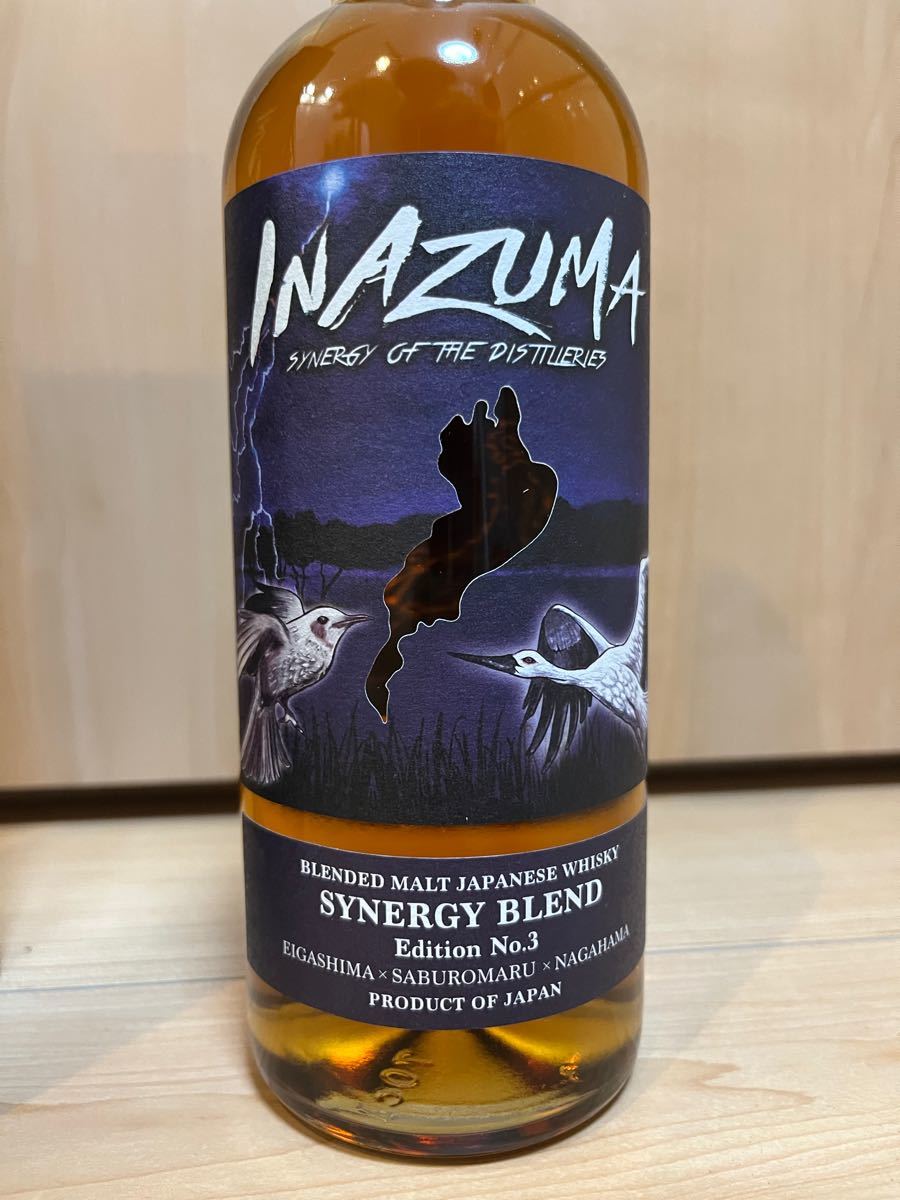 INAZUMA
SYNERGY OF THE DISTILLERIES
BLENDED MALT JAPANESE WHISKY
SYNERGY BLEND
Edition No.3
EIGASHIMA × SABUROMARU × NAGAHAMA
PRODUCT OF JAPAN